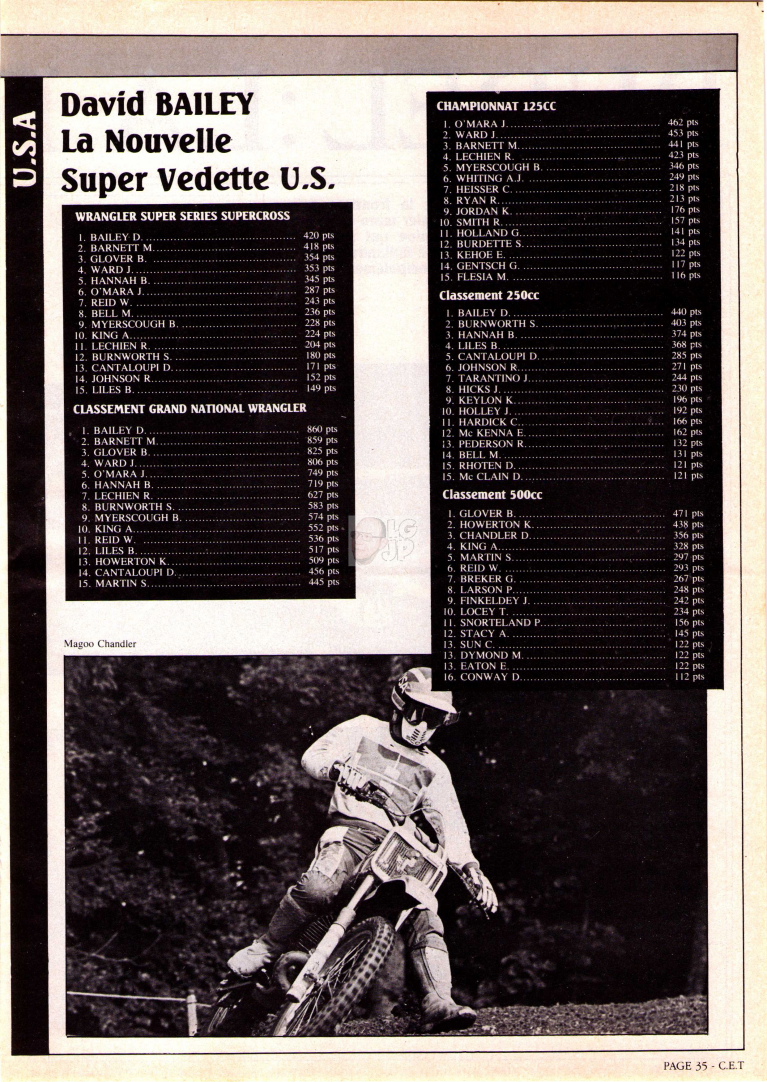 U.S.A
David BAILEY
La Nouvelle
Super Vedette U.S.
WRANGLER SUPER SERIES SUPERCROSS
1. BAILEY D. 420 pts
2. BARNETT M. 418 pts
3. GLOVER B. 354 pts
4. WARD J. 353 pts
5. HANNAH B. 345 pts
6. O'MARA J. 287 pts
7. REID W. 243 pts
8. BELL M. 236 pts
9. MYERSCOUGH B. 228 pts
10. KING A. 224 pts
11. LECHIEN R. 204 pts
12. BURNWORTH S. 180 pts
13. CANTALOUPI D. 171 pts
14. JOHNSON R. 152 pts
15. LILES B. 149 pts
CLASSEMENT GRAND NATIONAL WRANGLER
1. BAILEY D. 860 pts
2. BARNETT M. 859 pts
3. GLOVER B. 825 pts
4. WARD J. 806 pts
5. O'MARA J. 749 pts
6. HANNAH B. 719 pts
7. LECHIEN R. 627 pts
8. BURNWORTH S. 583 pts
9. MYERSCOUGH B. 574 pts
10. KING A. 552 pts
11. REID W. 536 pts
12. LILES B. 517 pts
13. HOWERTON K. 509 pts
14. CANTALOUPI D. 456 pts
15. MARTIN S. 445 pts
CHAMPIONNAT 125CC
1. O'MARA J. 462 pts
2. WARD J. 453 pts
3. BARNETT M. 441 pts
4. LECHIEN R. 423 pts
5. MYERSCOUGH B. 346 pts
6. WHITING A.J. 249 pts
7. HEISSER C. 218 pts
8. RYAN R. 213 pts
9. JORDAN K. 176 pts
10. SMITH R. 157 pts
11. HOLLAND G. 141 pts
12. BURDETTE S. 134 pts
13. KEHOE E. 122 pts
14. GENTSCH G. 117 pts
15. FLESIA M. 116 pts
Classement 250cc
1. BAILEY D. 440 pts
2. BURNWORTH S. 403 pts
3. HANNAH B. 374 pts
4. LILES B. 368 pts
5. CANTALOUPI D. 285 pts
6. JOHNSON R. 271 pts
7. TARANTINO J. 244 pts
8. HICKS J. 230 pts
9. KEYLON K. 196 pts
10. HOLLEY J. 192 pts
11. HARDICK C. 166 pts
12. Mc KENNA E. 162 pts
13. PEDERSON R. 132 pts
14. BELL M. 131 pts
15. RHOTEN D. 121 pts
15. Mc CLAIN D. 121 pts
Classement 500cc
1. GLOVER B. 471 pts
2. HOWERTON K. 438 pts
3. CHANDLER D. 356 pts
4. KING A. 328 pts
5. MARTIN S. 297 pts
6. REID W. 293 pts
7. BREKER G. 267 pts
8. LARSON P. 248 pts
9. FINKELDEY J. 242 pts
10. LOCEY T. 234 pts
11. SNORTELAND P. 156 pts
12. STACY A. 145 pts
13. SUN C. 122 pts
13. DYMOND M. 122 pts
13. EATON E. 122 pts
16. CONWAY D. 112 pts
LG
JP
Magoo Chandler
3
PAGE 35 - C.E.T